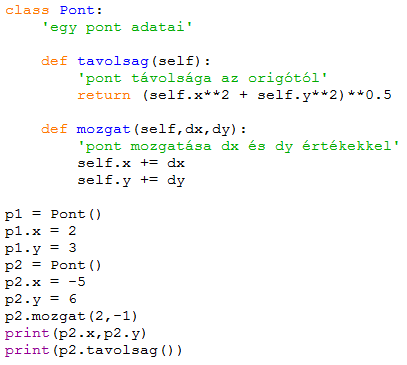 class Pont:
    'egy pont adatai'

    def tavolsag(self):
        'pont távolsága az origótól'
        return (self.x**2 + self.y**2)**0.5

    def mozgat(self,dx,dy):
        'pont mozgatása dx és dy értékekkel'
        self.x += dx
        self.y += dy

p1 = Pont()
p1.x = 2
p1.y = 3
p2 = Pont()
p2.x = -5
p2.y = 6
p2.mozgat(2,-1)
print(p2.x,p2.y)
print(p2.tavolsag())